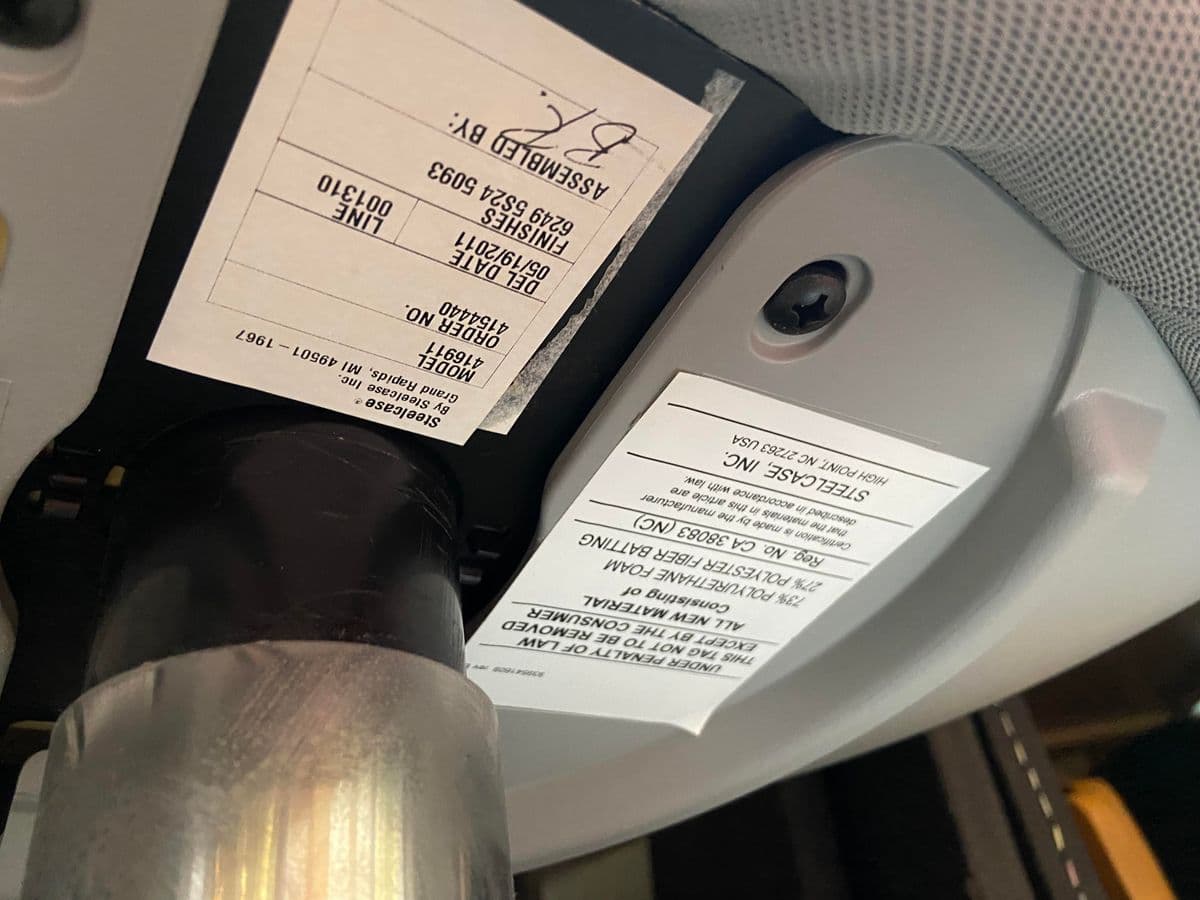 Steelcase ®
By Steelcase Inc.
Grand Rapids, MI 49501 - 1967
MODEL
416911
ORDER NO.
4154440
DEL DATE
05/19/2011
LINE
001310
FINISHES
6249 5S24 5093
ASSEMBLED BY:
B.K.
UNDER PENALTY OF LAW
THIS TAG NOT TO BE REMOVED
EXCEPT BY THE CONSUMER
ALL NEW MATERIAL
Consisting of
73% POLYURETHANE FOAM
27% POLYESTER FIBER BATTING
Reg. No. CA 38083 (NC)
Certification is made by the manufacturer
that the materials in this article are
described in accordance with law.
STEELCASE, INC.
HIGH POINT, NC 27263 USA